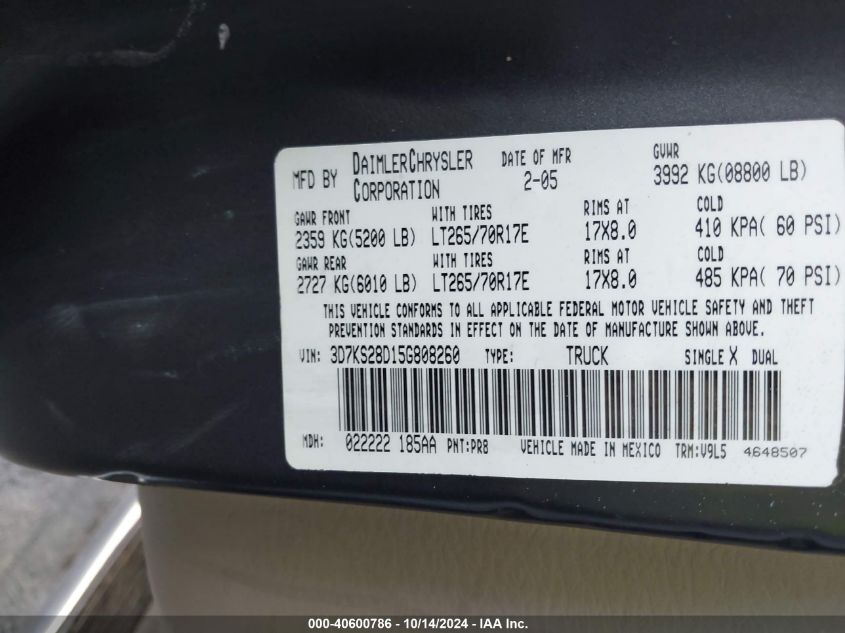 MFD BY DAIMLERCHRYSLER CORPORATION DATE OF MFR 2-05 GVWR 3992 KG(08800 LB)
GAWR FRONT WITH TIRES RIMS AT COLD
2359 KG(5200 LB) LT265/70R17E 17X8.0 410 KPA( 60 PSI)
GAWR REAR WITH TIRES RIMS AT COLD
2727 KG(6010 LB) LT265/70R17E 17X8.0 485 KPA( 70 PSI)
THIS VEHICLE CONFORMS TO ALL APPLICABLE FEDERAL MOTOR VEHICLE SAFETY AND THEFT
PREVENTION STANDARDS IN EFFECT ON THE DATE OF MANUFACTURE SHOWN ABOVE.
VIN: 3D7KS28D15G808260 TYPE: TRUCK SINGLE X DUAL
MDH: 022222 185AA PNT:PR8 VEHICLE MADE IN MEXICO TRM:V9L5 4648507
000-40600786 - 10/14/2024 - IAA Inc.